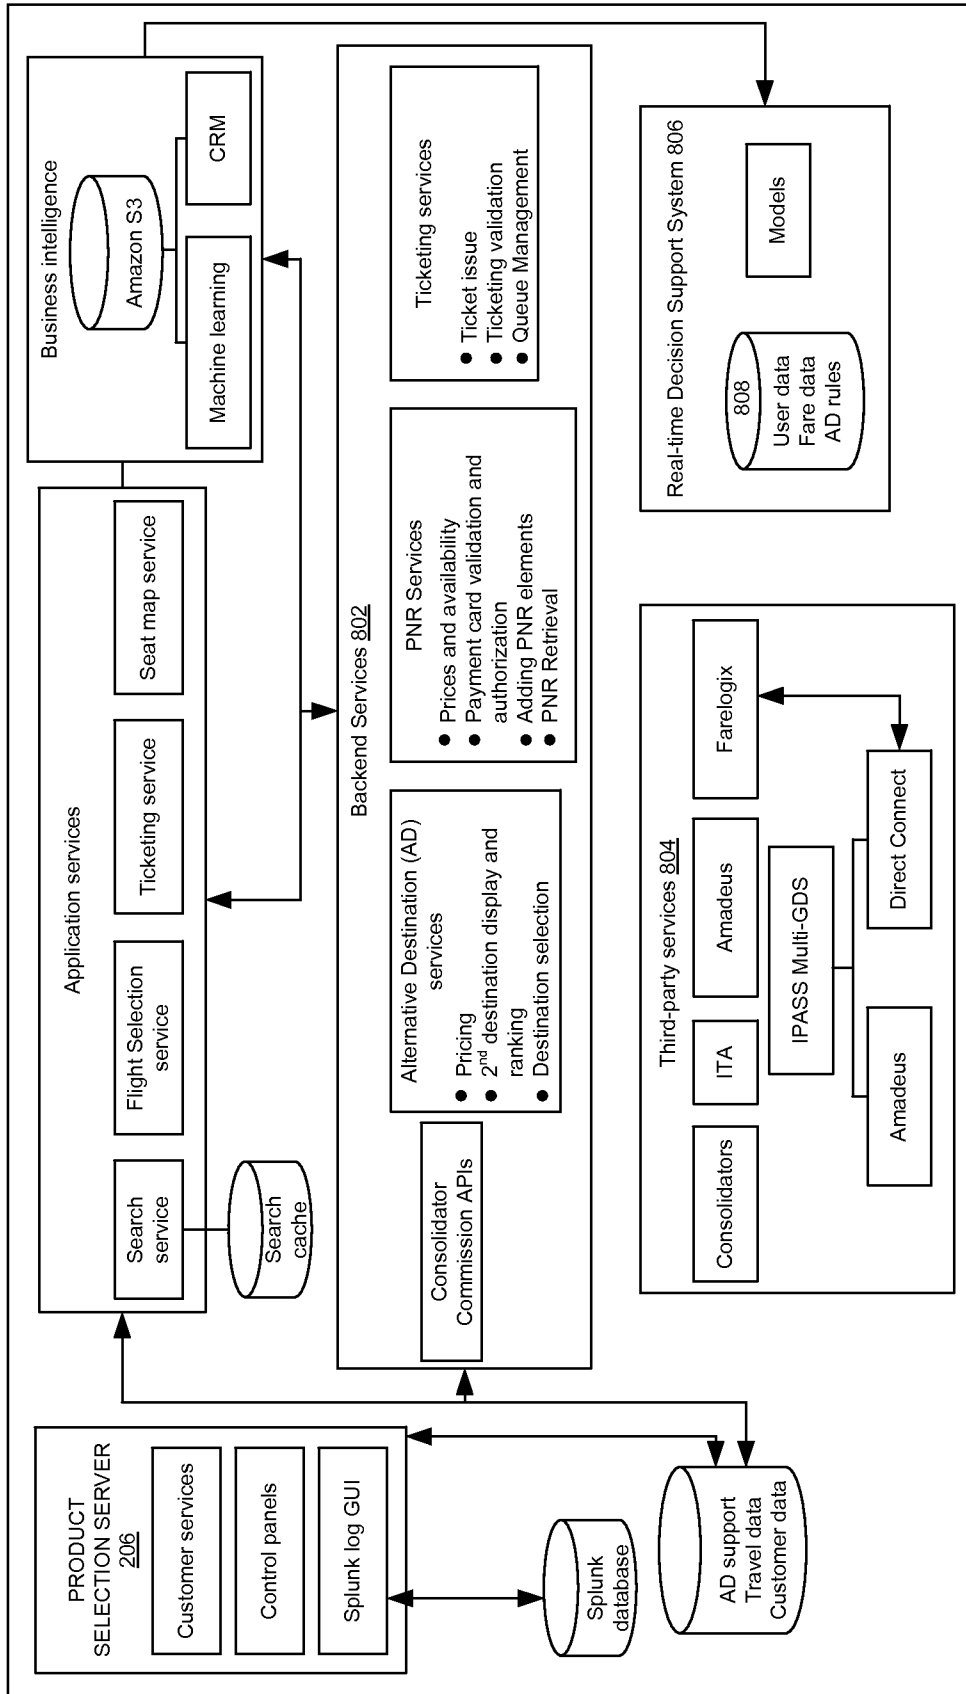 PRODUCT
SELECTION SERVER
206
Customer services
Control panels
Splunk log GUI
Splunk
database
AD support
Travel data
Customer data
Application services
Search
service
Flight Selection
service
Ticketing service
Seat map service
Search
cache
Business intelligence
Amazon S3
Machine learning
CRM
Backend Services 802
Consolidator
Commission APIs
Alternative Destination (AD)
services
● Pricing
● 2nd destination display and
ranking
● Destination selection
PNR Services
● Prices and availability
● Payment card validation and
authorization
● Adding PNR elements
● PNR Retrieval
Ticketing services
● Ticket issue
● Ticketing validation
● Queue Management
Third-party services 804
Consolidators
ITA
Amadeus
Farelogix
IPASS Multi-GDS
Amadeus
Direct Connect
Real-time Decision Support System 806
808
User data
Fare data
AD rules
Models